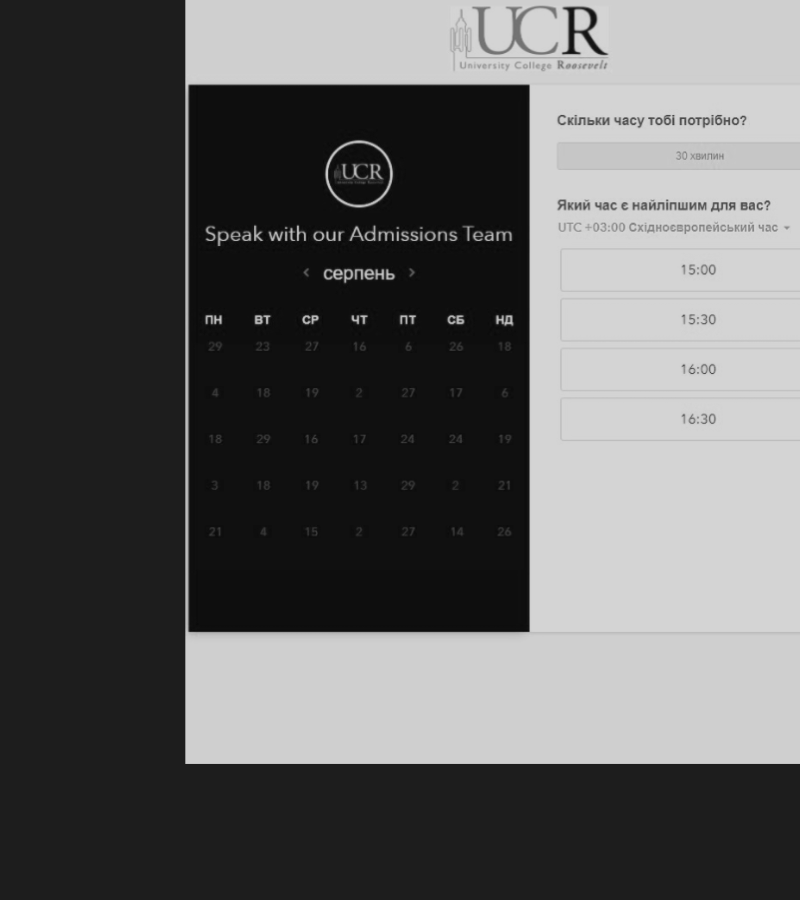 UCR
University College Roosevelt
UCR
Speak with our Admissions Team
серпень
ПН ВТ СР ЧТ ПТ СБ НД
29 23 27 16 6 26 18
4 18 19 2 27 17 6
18 29 16 17 24 24 19
3 18 19 13 29 2 21
21 4 15 2 27 14 26
Скільки часу тобі потрібно?
30 хвилин
Який час є найліпшим для вас?
UTC +03:00 Східноєвропейський час
15:00
15:30
16:00
16:30